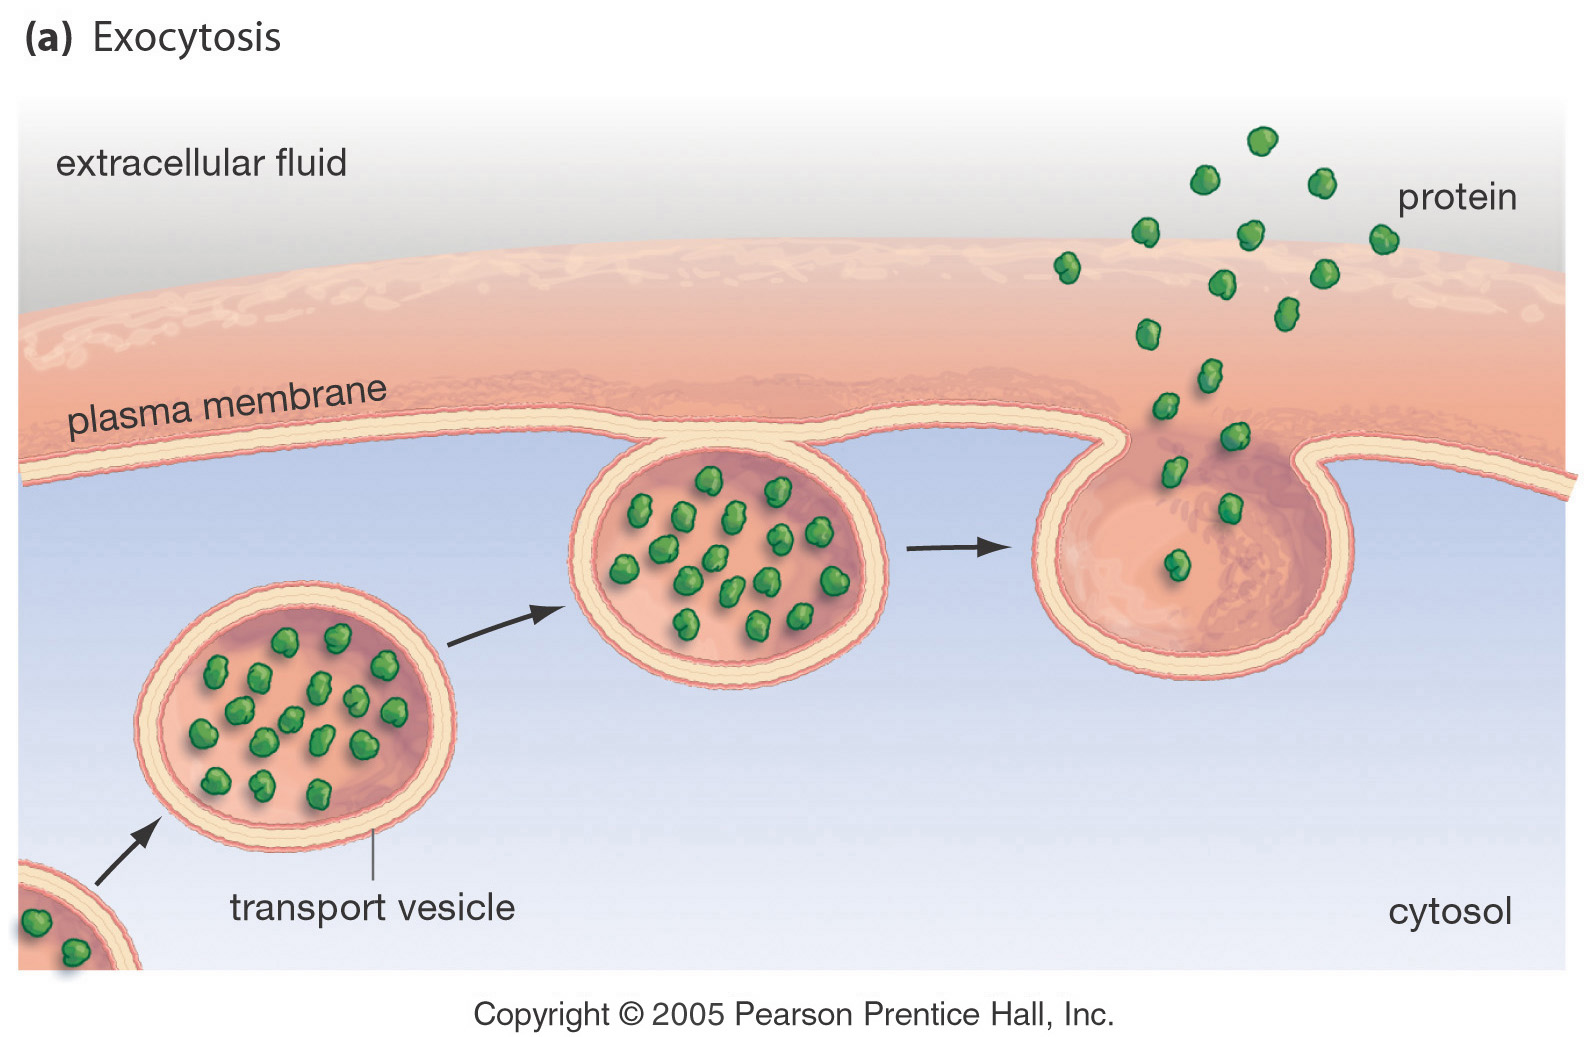 (a) Exocytosis
extracellular fluid
protein
plasma membrane
transport vesicle
cytosol
Copyright © 2005 Pearson Prentice Hall, Inc.